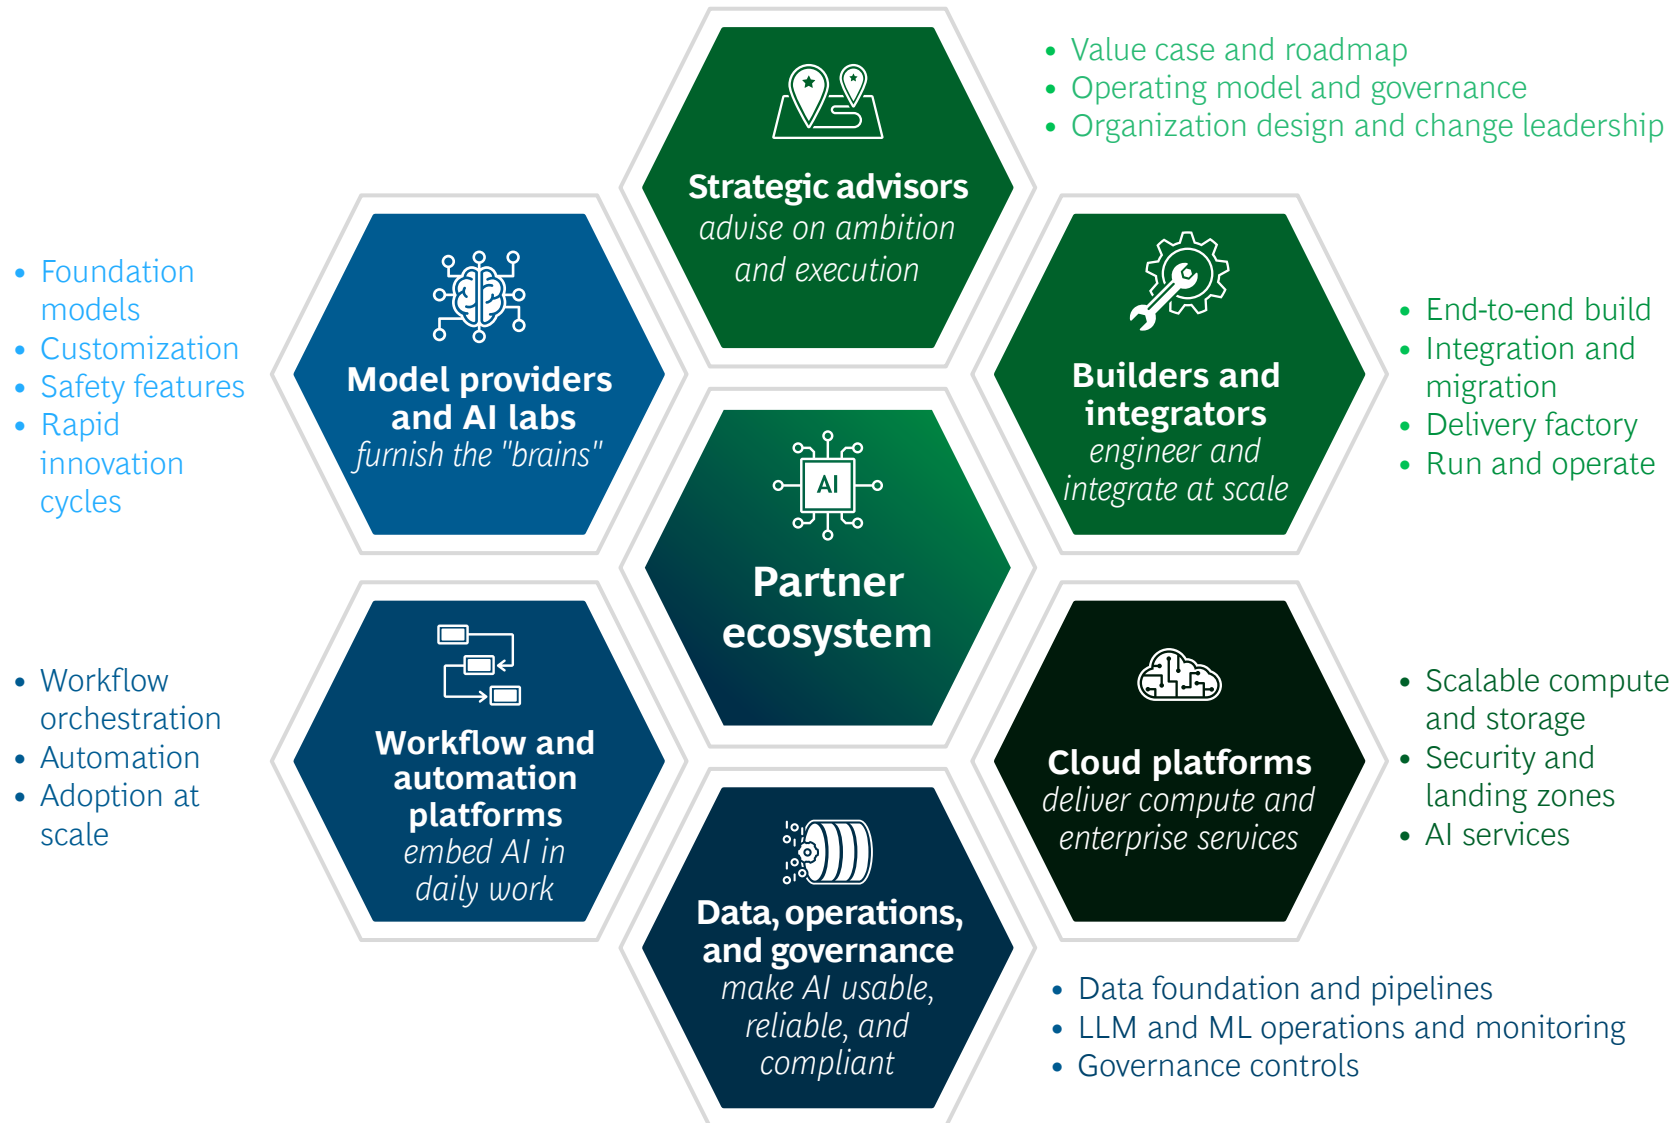 Strategic advisors
advise on ambition
and execution
• Value case and roadmap
• Operating model and governance
• Organization design and change leadership
• Foundation
models
• Customization
• Safety features
• Rapid
innovation
cycles
Model providers
and AI labs
furnish the "brains"
Builders and
integrators
engineer and
integrate at scale
• End-to-end build
• Integration and
migration
• Delivery factory
• Run and operate
AI
Partner
ecosystem
• Workflow
orchestration
• Automation
• Adoption at
scale
Workflow and
automation
platforms
embed AI in
daily work
Cloud platforms
deliver compute and
enterprise services
• Scalable compute
and storage
• Security and
landing zones
• AI services
Data, operations,
and governance
make AI usable,
reliable, and
compliant
• Data foundation and pipelines
• LLM and ML operations and monitoring
• Governance controls